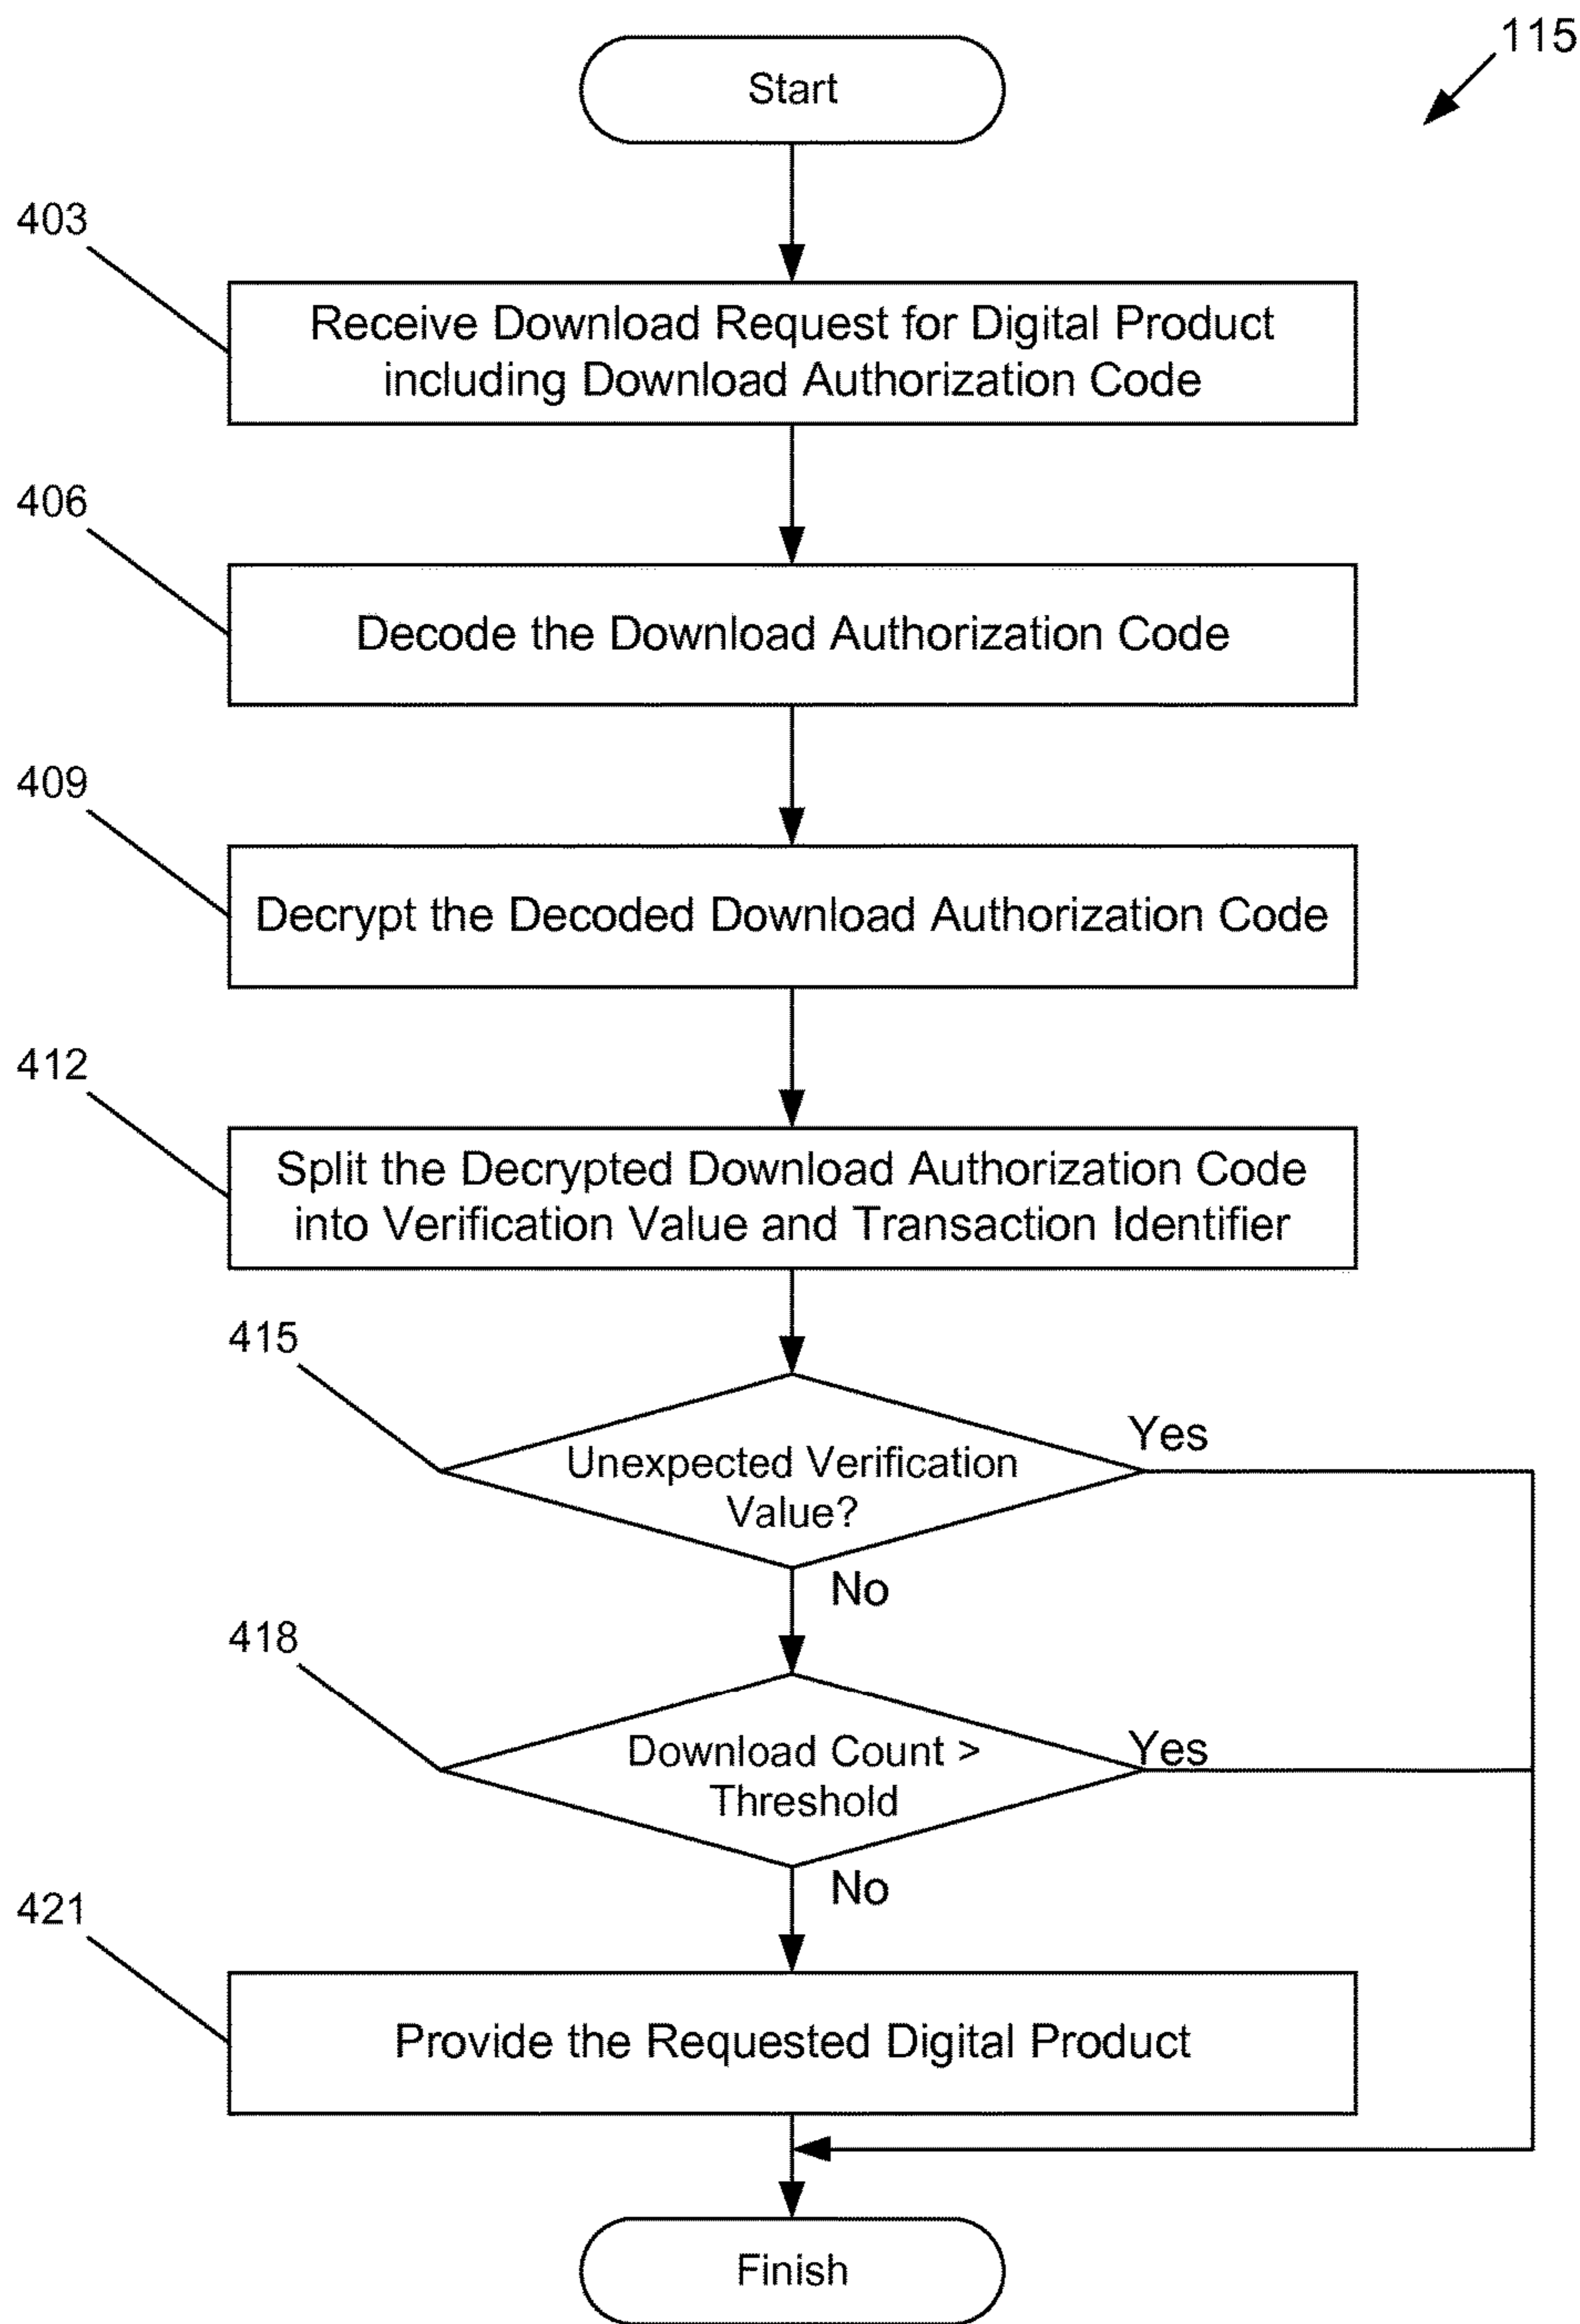 115
Start
403
Receive Download Request for Digital Product
including Download Authorization Code
406
Decode the Download Authorization Code
409
Decrypt the Decoded Download Authorization Code
412
Split the Decrypted Download Authorization Code
into Verification Value and Transaction Identifier
415
Unexpected Verification
Value?
Yes
No
418
Download Count >
Threshold
Yes
No
421
Provide the Requested Digital Product
Finish